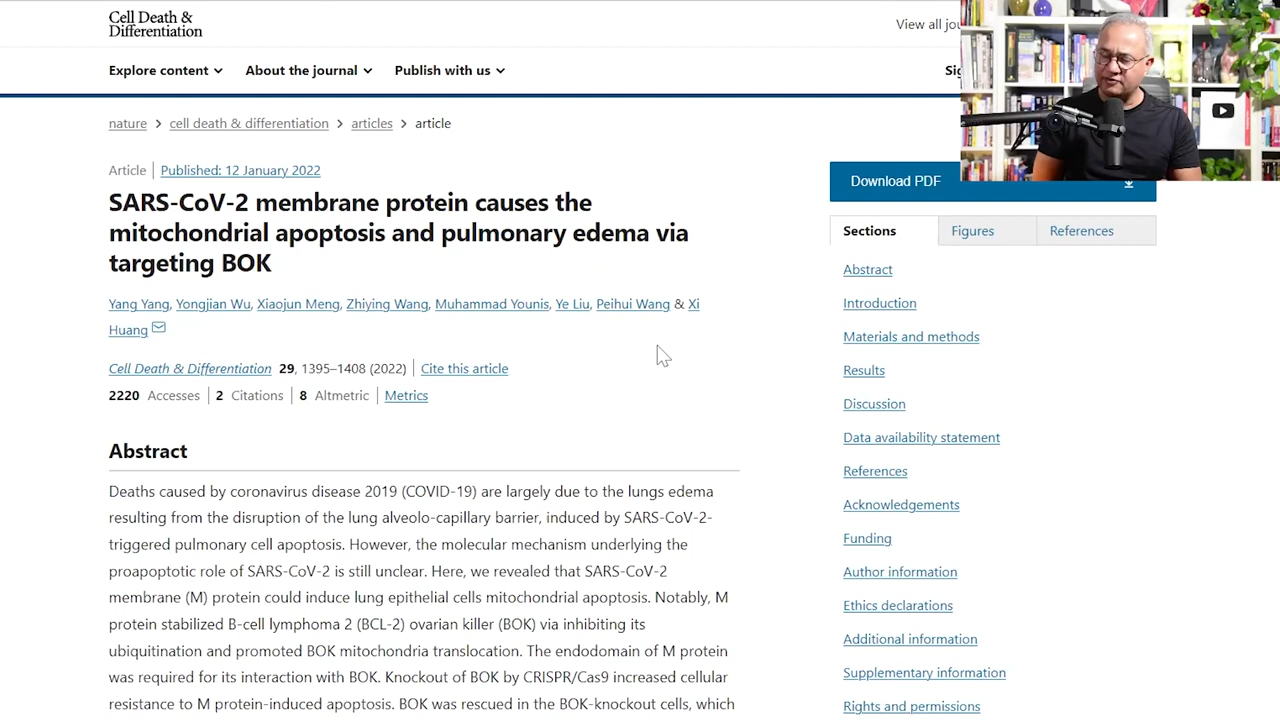 Cell Death &
Differentiation
View all jou
Explore content
About the journal
Publish with us
Sig
nature > cell death & differentiation > articles > article
Article | Published: 12 January 2022
SARS-CoV-2 membrane protein causes the
mitochondrial apoptosis and pulmonary edema via
targeting BOK
Yang Yang, Yongjian Wu, Xiaojun Meng, Zhiying Wang, Muhammad Younis, Ye Liu, Peihui Wang & Xi
Huang
Cell Death & Differentiation 29, 1395–1408 (2022) | Cite this article
2220 Accesses | 2 Citations | 8 Altmetric | Metrics
Abstract
Deaths caused by coronavirus disease 2019 (COVID-19) are largely due to the lungs edema
resulting from the disruption of the lung alveolo-capillary barrier, induced by SARS-CoV-2-
triggered pulmonary cell apoptosis. However, the molecular mechanism underlying the
proapoptotic role of SARS-CoV-2 is still unclear. Here, we revealed that SARS-CoV-2
membrane (M) protein could induce lung epithelial cells mitochondrial apoptosis. Notably, M
protein stabilized B-cell lymphoma 2 (BCL-2) ovarian killer (BOK) via inhibiting its
ubiquitination and promoted BOK mitochondria translocation. The endodomain of M protein
was required for its interaction with BOK. Knockout of BOK by CRISPR/Cas9 increased cellular
resistance to M protein-induced apoptosis. BOK was rescued in the BOK-knockout cells, which
Download PDF
Sections
Figures
References
Abstract
Introduction
Materials and methods
Results
Discussion
Data availability statement
References
Acknowledgements
Funding
Author information
Ethics declarations
Additional information
Supplementary information
Rights and permissions